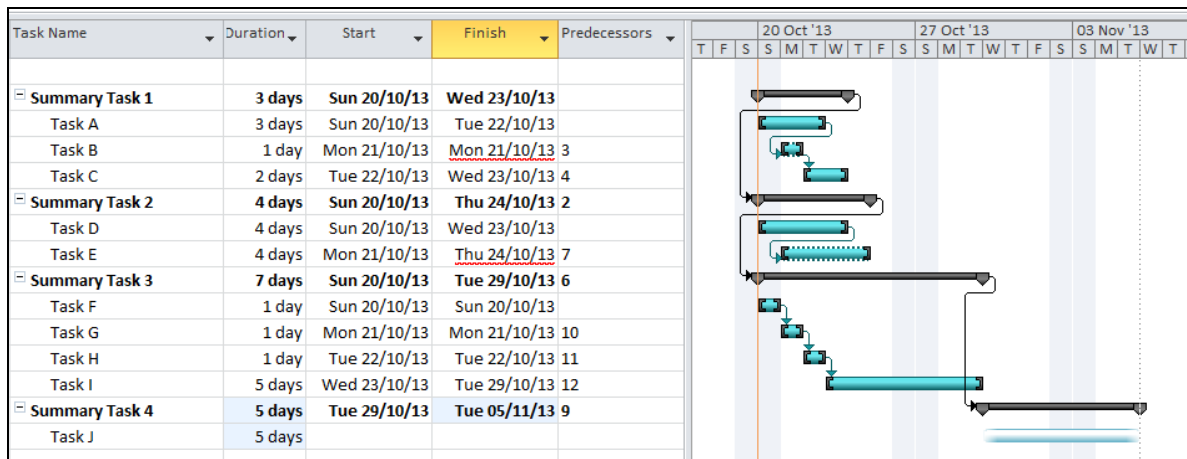 Task Name Duration Start Finish Predecessors
20 Oct '13 27 Oct '13 03 Nov '13
T F S S M T W T F S S M T W T F S S M T W T
Summary Task 1 3 days Sun 20/10/13 Wed 23/10/13
Task A 3 days Sun 20/10/13 Tue 22/10/13
Task B 1 day Mon 21/10/13 Mon 21/10/13 3
Task C 2 days Tue 22/10/13 Wed 23/10/13 4
Summary Task 2 4 days Sun 20/10/13 Thu 24/10/13 2
Task D 4 days Sun 20/10/13 Wed 23/10/13
Task E 4 days Mon 21/10/13 Thu 24/10/13 7
Summary Task 3 7 days Sun 20/10/13 Tue 29/10/13 6
Task F 1 day Sun 20/10/13 Sun 20/10/13
Task G 1 day Mon 21/10/13 Mon 21/10/13 10
Task H 1 day Tue 22/10/13 Tue 22/10/13 11
Task I 5 days Wed 23/10/13 Tue 29/10/13 12
Summary Task 4 5 days Tue 29/10/13 Tue 05/11/13 9
Task J 5 days